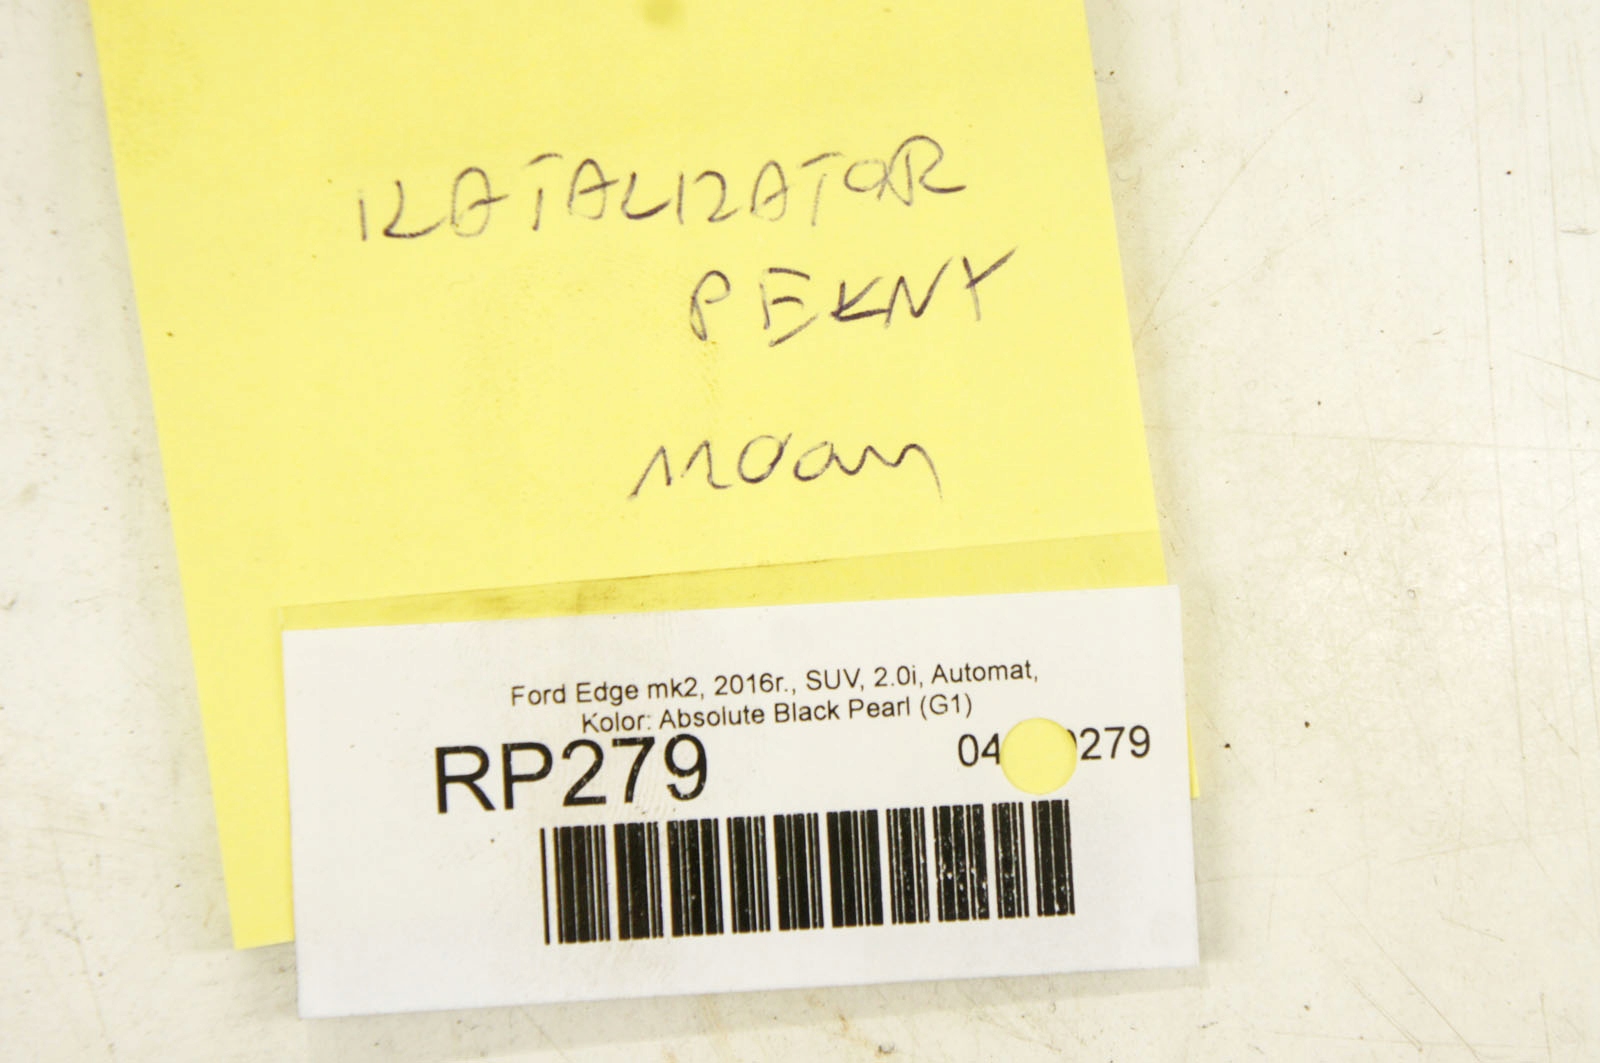 KATALIZATOR
PEKNY
Ford Edge mk2, 2016r., SUV, 2.0i, Automat,
Kolor: Absolute Black Pearl (G1)
RP279